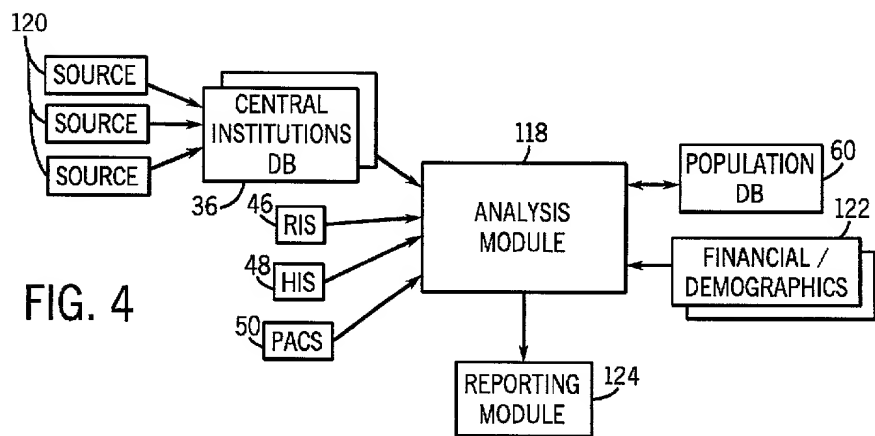 120
SOURCE
SOURCE
SOURCE
CENTRAL
INSTITUTIONS
DB
36
46
RIS
48
HIS
50
PACS
118
ANALYSIS
MODULE
POPULATION
DB
60
122
FINANCIAL /
DEMOGRAPHICS
REPORTING
MODULE
124
FIG. 4